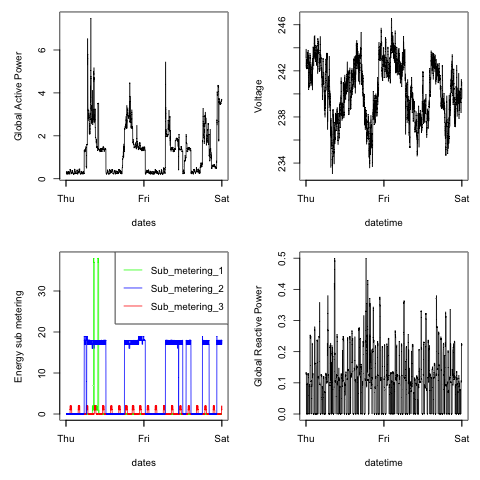 Global Active Power
0 2 4 6
Thu Fri Sat
dates
Voltage
234 238 242 246
Thu Fri Sat
datetime
Energy sub metering
0 10 20 30
Sub_metering_1
Sub_metering_2
Sub_metering_3
Thu Fri Sat
dates
Global Reactive Power
0.0 0.1 0.2 0.3 0.4 0.5
Thu Fri Sat
datetime